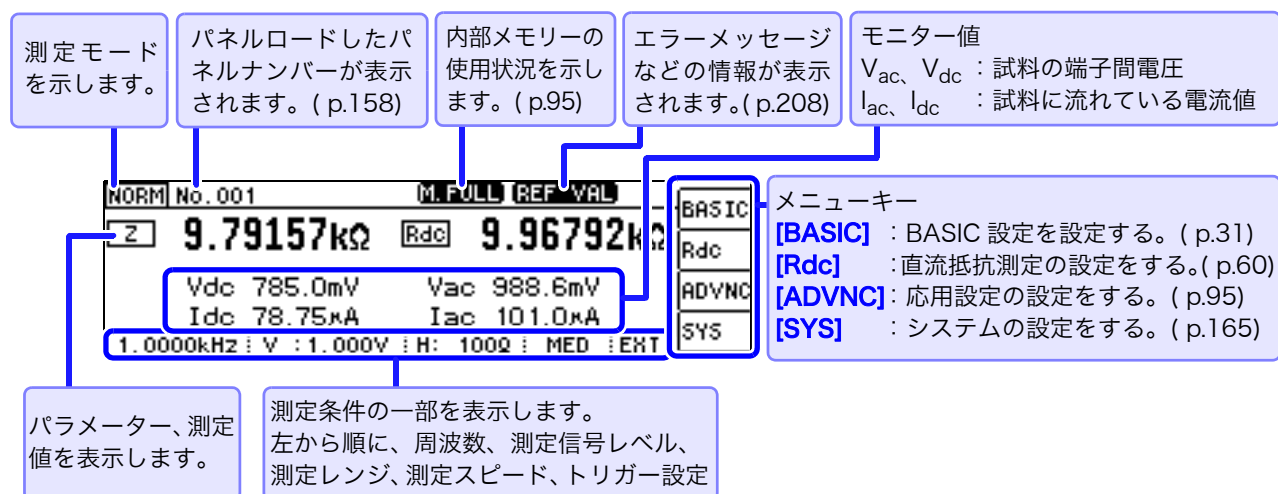 測定モード
を示します。
パネルロードしたパ
ネルナンバーが表示
されます。( p.158)
内部メモリーの
使用状況を示し
ます。( p.95)
エラーメッセージ
などの情報が表示
されます。( p.208)
モニター値
Vac、Vdc ：試料の端子間電圧
Iac、Idc ：試料に流れている電流値
NORM No.001 M.FULL REF VAL
Z 9.79157kΩ Rdc 9.96792kΩ
Vdc 785.0mV Vac 988.6mV
Idc 78.75μA Iac 101.0μA
1.0000kHz V :1.000V H: 100Ω MED EXT
BASIC
Rdc
ADVNC
SYS
メニューキー
[BASIC] ：BASIC 設定を設定する。( p.31)
[Rdc] ：直流抵抗測定の設定をする。( p.60)
[ADVNC]：応用設定の設定をする。( p.95)
[SYS] ：システムの設定をする。( p.165)
パラメーター、測定
値を表示します。
測定条件の一部を表示します。
左から順に、周波数、測定信号レベル、
測定レンジ、測定スピード、トリガー設定